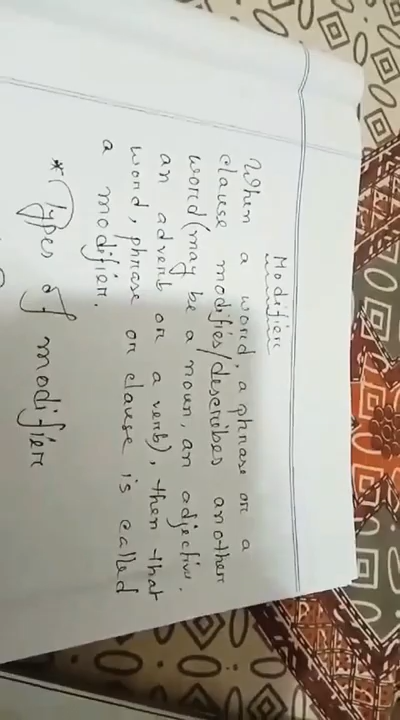 Modifier
When a word, a phrase or a
clause modifies/describes another
word (may be a noun, an adjective,
an adverb or a verb), then that
word, phrase or clause is called
a modifier.
* Types of modifier